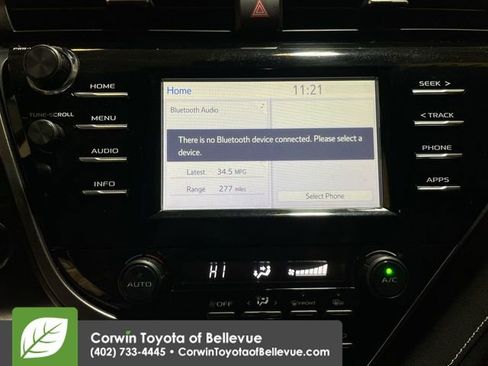 HOME
MENU
TUNE•SCROLL
AUDIO
INFO
Home
11:21
Bluetooth Audio
There is no Bluetooth device connected. Please select a
device.
Latest 34.5 MPG
Range 277 miles
Select Phone
SEEK >
< TRACK
PHONE
APPS
HI
AUTO
A/C
OFF
FRONT
Corwin Toyota of Bellevue
(402) 733-4445 • CorwinToyotaofBellevue.com